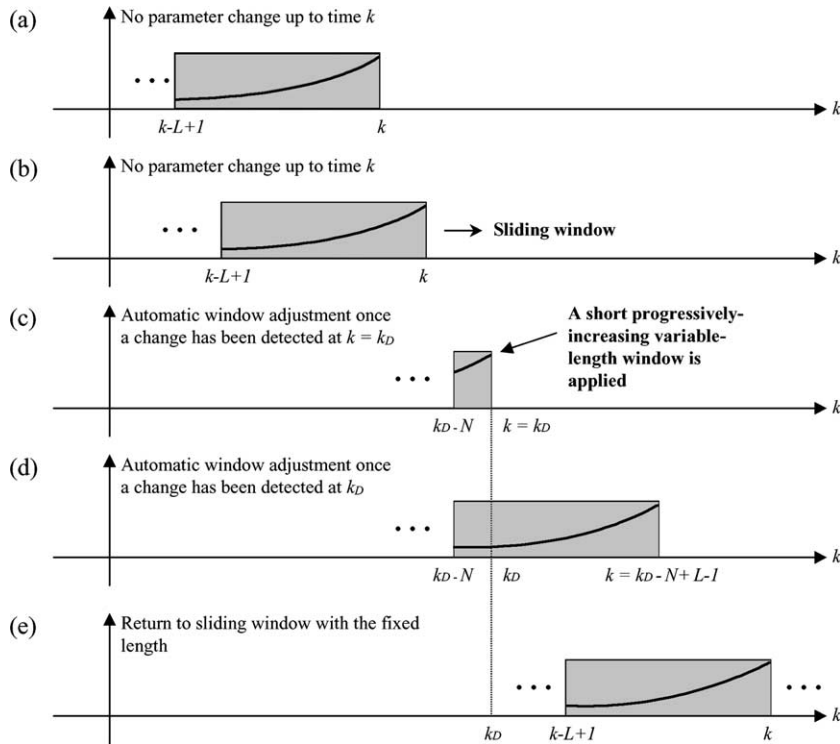 (a)
No parameter change up to time k
• • •
k-L+1
k
k
(b)
No parameter change up to time k
• • •
Sliding window
k-L+1
k
k
(c)
Automatic window adjustment once
a change has been detected at k = kD
A short progressively-
increasing variable-
length window is
applied
• • •
kD - N
k = kD
k
(d)
Automatic window adjustment once
a change has been detected at kD
• • •
kD - N
kD
k = kD - N + L-1
k
(e)
Return to sliding window with the fixed
length
• • •
• • •
kD
k-L+1
k
k